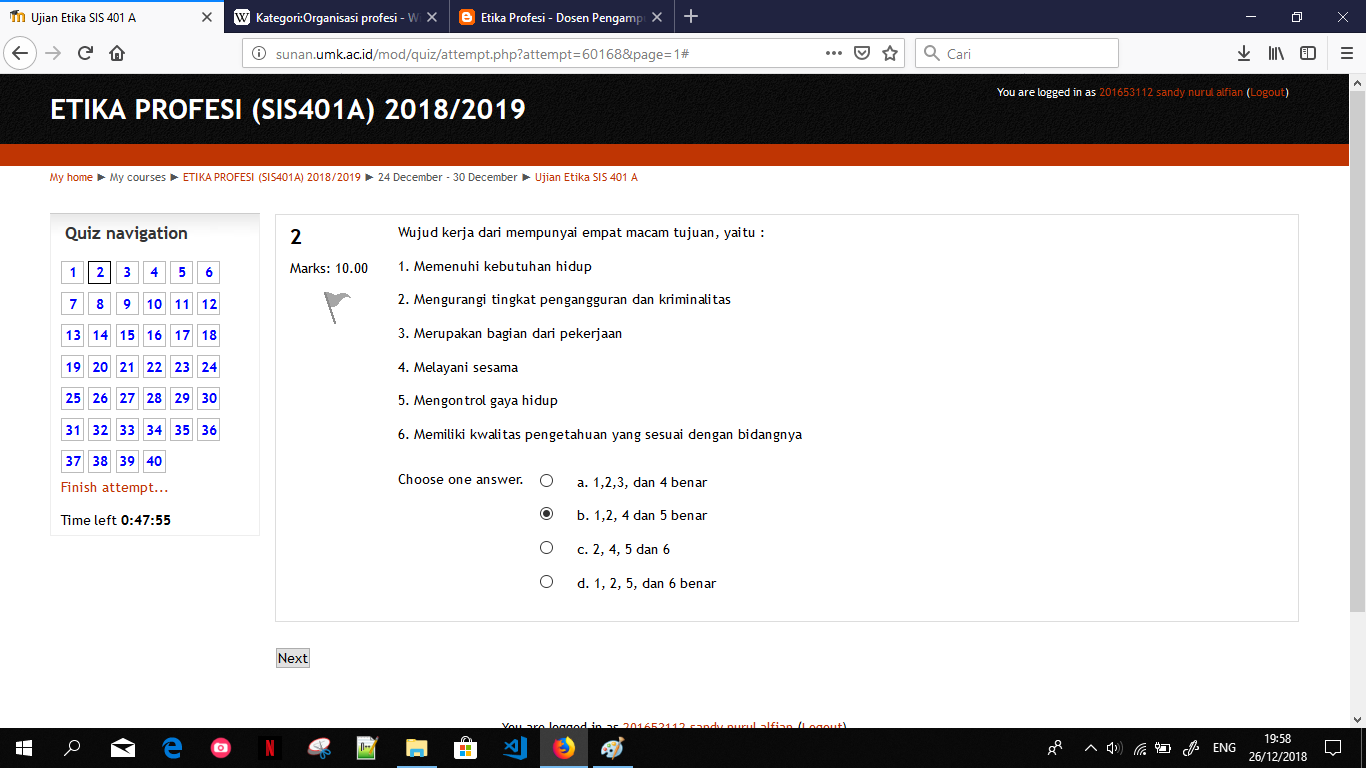 Ujian Etika SIS 401 A
Kategori:Organisasi profesi - W
Etika Profesi - Dosen Pengamp
sunan.umk.ac.id/mod/quiz/attempt.php?attempt=60168&page=1#
Cari
ETIKA PROFESI (SIS401A) 2018/2019
You are logged in as 201653112 sandy nurul alfian (Logout)
My home ► My courses ► ETIKA PROFESI (SIS401A) 2018/2019 ► 24 December - 30 December ► Ujian Etika SIS 401 A
Quiz navigation
1 2 3 4 5 6
7 8 9 10 11 12
13 14 15 16 17 18
19 20 21 22 23 24
25 26 27 28 29 30
31 32 33 34 35 36
37 38 39 40
Finish attempt...
Time left 0:47:55
2
Marks: 10.00
Wujud kerja dari mempunyai empat macam tujuan, yaitu :
1. Memenuhi kebutuhan hidup
2. Mengurangi tingkat pengangguran dan kriminalitas
3. Merupakan bagian dari pekerjaan
4. Melayani sesama
5. Mengontrol gaya hidup
6. Memiliki kwalitas pengetahuan yang sesuai dengan bidangnya
Choose one answer.
a. 1,2,3, dan 4 benar
b. 1,2, 4 dan 5 benar
c. 2, 4, 5 dan 6
d. 1, 2, 5, dan 6 benar
Next
You are logged in as 201653112 sandy nurul alfian (Logout)
ENG
19:58
26/12/2018